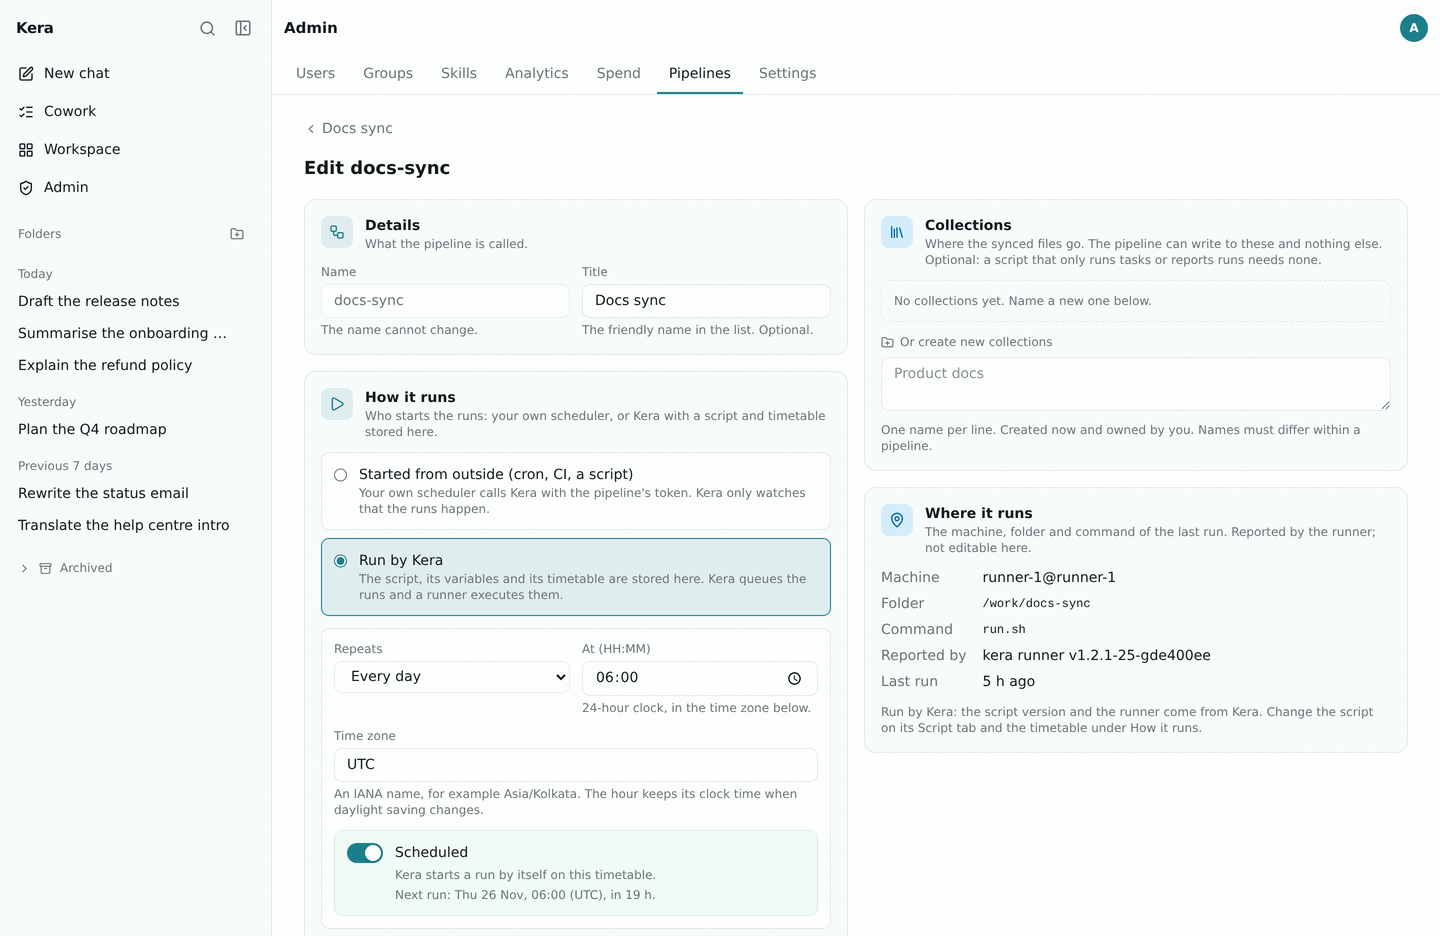 Kera
New chat
Cowork
Workspace
Admin
Folders
Today
Draft the release notes
Summarise the onboarding ...
Explain the refund policy
Yesterday
Plan the Q4 roadmap
Previous 7 days
Rewrite the status email
Translate the help centre intro
Archived
Admin
A
Users Groups Skills Analytics Spend Pipelines Settings
Docs sync
Edit docs-sync
Details
What the pipeline is called.
Name
docs-sync
The name cannot change.
Title
Docs sync
The friendly name in the list. Optional.
How it runs
Who starts the runs: your own scheduler, or Kera with a script and timetable
stored here.
Started from outside (cron, CI, a script)
Your own scheduler calls Kera with the pipeline's token. Kera only watches
that the runs happen.
Run by Kera
The script, its variables and its timetable are stored here. Kera queues the
runs and a runner executes them.
Repeats
Every day
At (HH:MM)
06:00
24-hour clock, in the time zone below.
Time zone
UTC
An IANA name, for example Asia/Kolkata. The hour keeps its clock time when
daylight saving changes.
Scheduled
Kera starts a run by itself on this timetable.
Next run: Thu 26 Nov, 06:00 (UTC), in 19 h.
Collections
Where the synced files go. The pipeline can write to these and nothing else.
Optional: a script that only runs tasks or reports runs needs none.
No collections yet. Name a new one below.
Or create new collections
Product docs
One name per line. Created now and owned by you. Names must differ within a
pipeline.
Where it runs
The machine, folder and command of the last run. Reported by the runner;
not editable here.
Machine runner-1@runner-1
Folder /work/docs-sync
Command run.sh
Reported by kera runner v1.2.1-25-gde400ee
Last run 5 h ago
Run by Kera: the script version and the runner come from Kera. Change the script
on its Script tab and the timetable under How it runs.